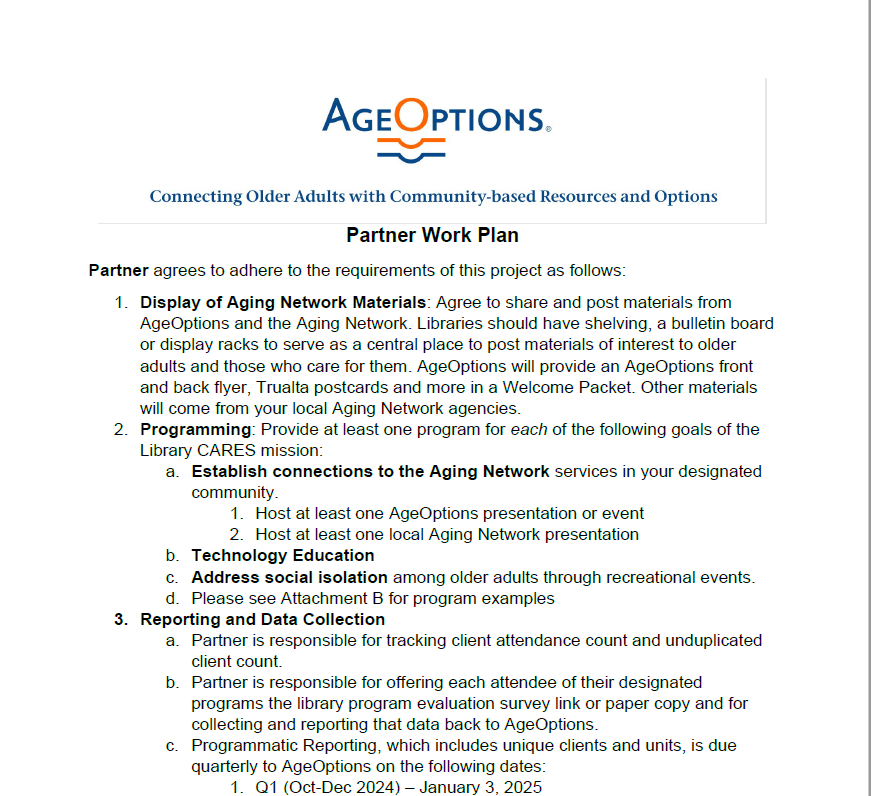 AGEOPTIONS®
Connecting Older Adults with Community-based Resources and Options
Partner Work Plan
Partner agrees to adhere to the requirements of this project as follows:
1. Display of Aging Network Materials: Agree to share and post materials from
AgeOptions and the Aging Network. Libraries should have shelving, a bulletin board
or display racks to serve as a central place to post materials of interest to older
adults and those who care for them. AgeOptions will provide an AgeOptions front
and back flyer, Trualta postcards and more in a Welcome Packet. Other materials
will come from your local Aging Network agencies.
2. Programming: Provide at least one program for each of the following goals of the
Library CARES mission:
a. Establish connections to the Aging Network services in your designated
community.
1. Host at least one AgeOptions presentation or event
2. Host at least one local Aging Network presentation
b. Technology Education
c. Address social isolation among older adults through recreational events.
d. Please see Attachment B for program examples
3. Reporting and Data Collection
a. Partner is responsible for tracking client attendance count and unduplicated
client count.
b. Partner is responsible for offering each attendee of their designated
programs the library program evaluation survey link or paper copy and for
collecting and reporting that data back to AgeOptions.
c. Programmatic Reporting, which includes unique clients and units, is due
quarterly to AgeOptions on the following dates:
1. Q1 (Oct-Dec 2024) – January 3, 2025